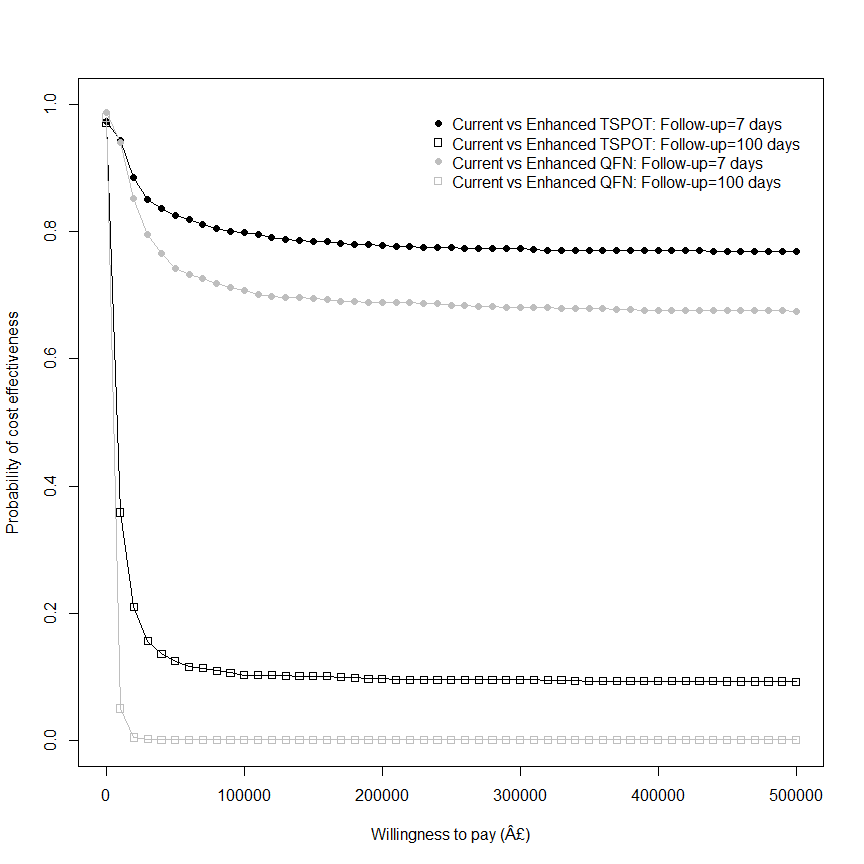 Current vs Enhanced TSPOT: Follow-up=7 days
Current vs Enhanced TSPOT: Follow-up=100 days
Current vs Enhanced QFN: Follow-up=7 days
Current vs Enhanced QFN: Follow-up=100 days
Probability of cost effectiveness
1.0
0.8
0.6
0.4
0.2
0.0
0 100000 200000 300000 400000 500000
Willingness to pay (Â£)